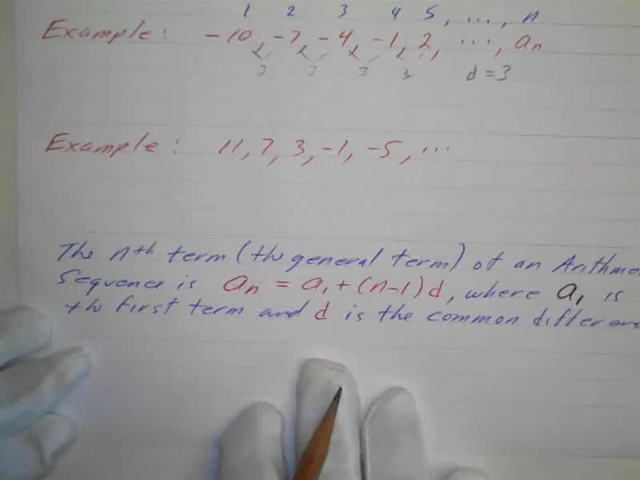 1 2 3 4 5, ..., n
Example: -10, -7, -4, -1, 2, ..., an
3 3 3 3 d = 3
Example: 11, 7, 3, -1, -5, ...
The nth term (the general term) of an Arithme
Sequence is an = a1 + (n-1)d, where a1 is
the first term and d is the common differen